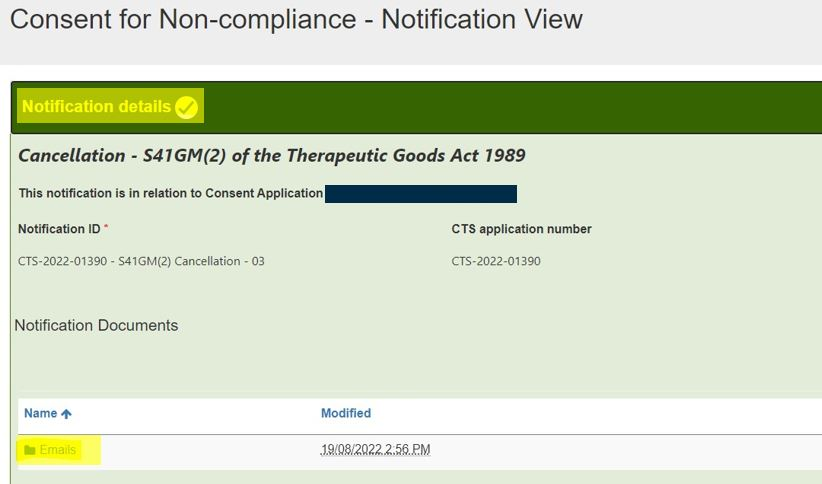 Consent for Non-compliance - Notification View
Notification details
Cancellation - S41GM(2) of the Therapeutic Goods Act 1989
This notification is in relation to Consent Application
Notification ID * CTS application number
CTS-2022-01390 - S41GM(2) Cancellation - 03 CTS-2022-01390
Notification Documents
Name Modified
Emails 19/08/2022 2:56 PM